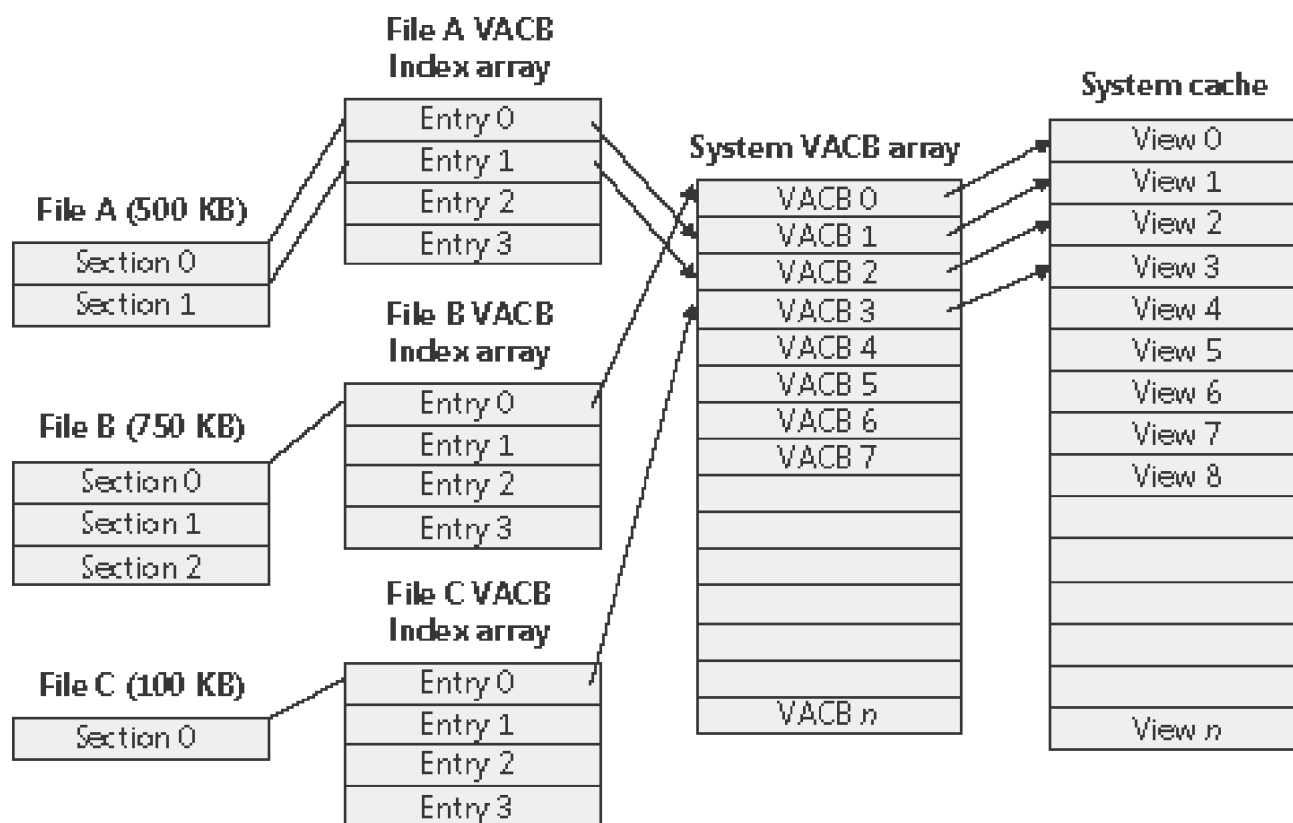 File A VACB
Index array
Entry 0
Entry 1
Entry 2
Entry 3
File A (500 KB)
Section 0
Section 1
File B VACB
Index array
Entry 0
Entry 1
Entry 2
Entry 3
File B (750 KB)
Section 0
Section 1
Section 2
File C VACB
Index array
Entry 0
Entry 1
Entry 2
Entry 3
File C (100 KB)
Section 0
System VACB array
VACB 0
VACB 1
VACB 2
VACB 3
VACB 4
VACB 5
VACB 6
VACB 7
VACB n
System cache
View 0
View 1
View 2
View 3
View 4
View 5
View 6
View 7
View 8
View n